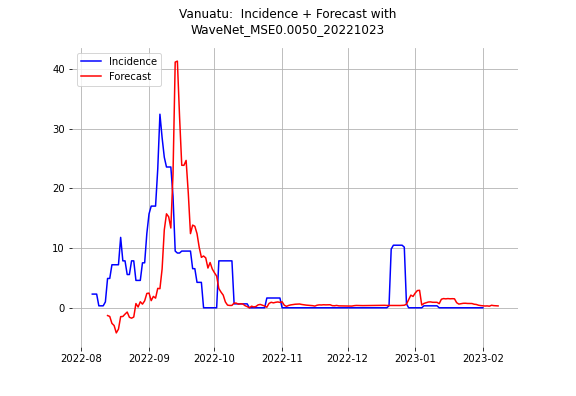 Vanuatu:  Incidence + Forecast with
WaveNet_MSE0.0050_20221023
Incidence
Forecast
40
30
20
10
0
2022-08 2022-09 2022-10 2022-11 2022-12 2023-01 2023-02